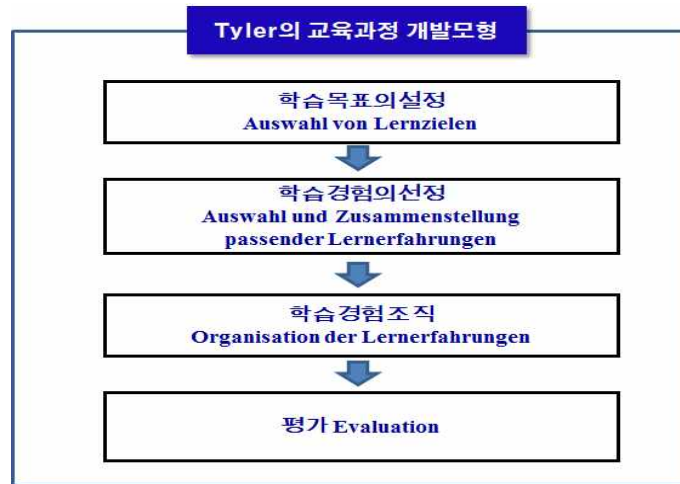 Tyler의 교육과정 개발모형
학습목표의설정
Auswahl von Lernzielen
학습경험의선정
Auswahl und Zusammenstellung
passender Lernerfahrungen
학습경험조직
Organisation der Lernerfahrungen
평가 Evaluation